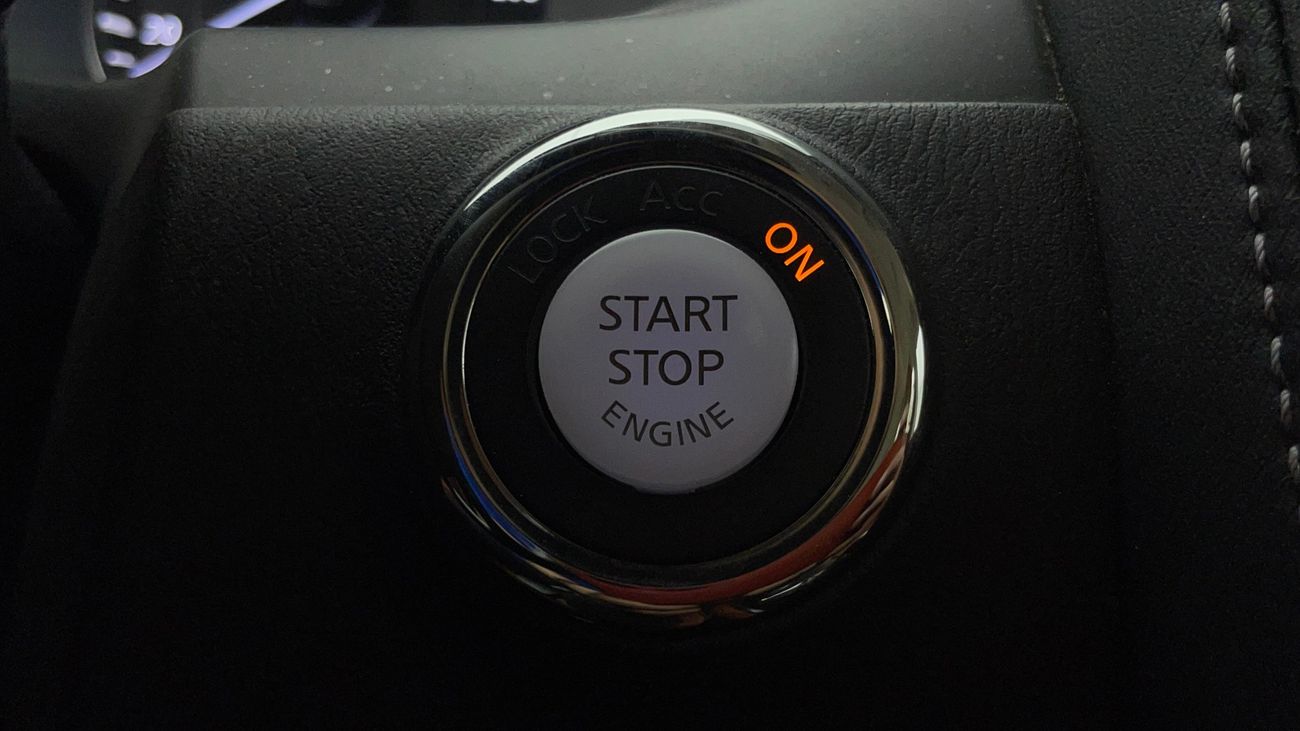 LOCK
Acc
ON
START
STOP
ENGINE